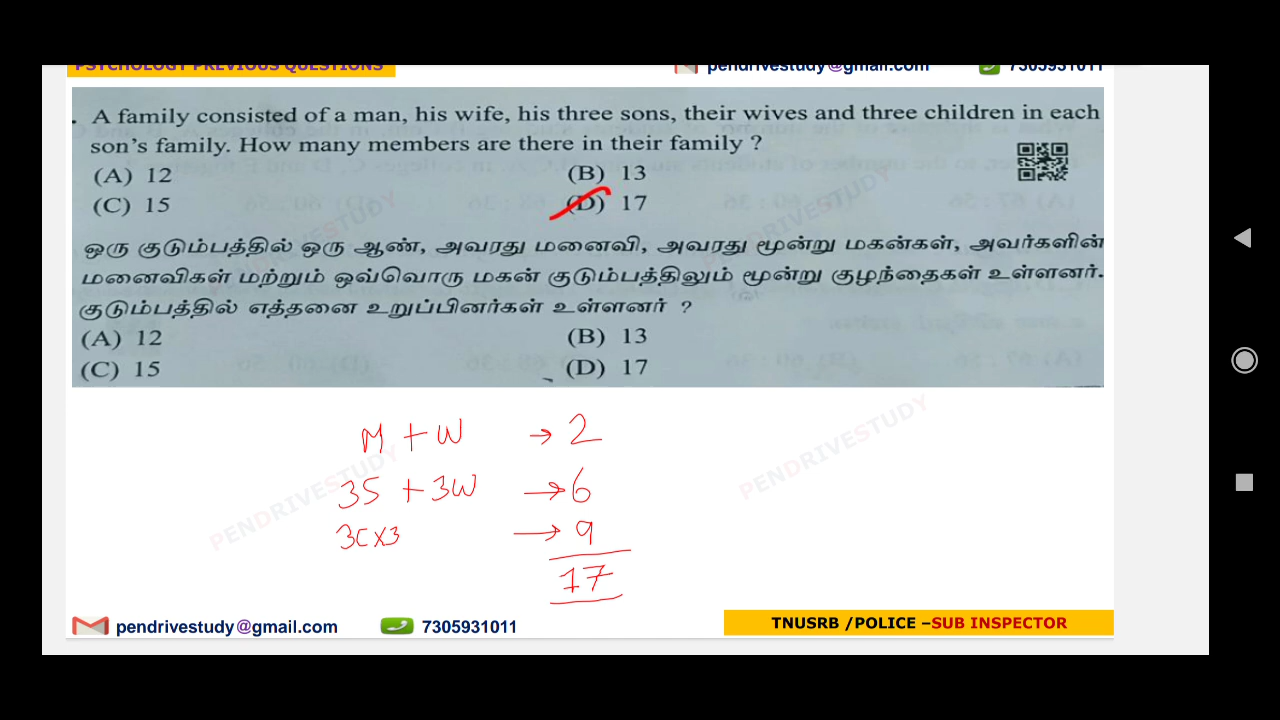 PSYCHOLOGY PREVIOUS QUESTIONS
pendrivestudy@gmail.com 7305931011
A family consisted of a man, his wife, his three sons, their wives and three children in each
son's family. How many members are there in their family ?
(A) 12 (B) 13
(C) 15 (D) 17
ஒரு குடும்பத்தில் ஒரு ஆண், அவரது மனைவி, அவரது மூன்று மகன்கள், அவர்களின்
மனைவிகள் மற்றும் ஒவ்வொரு மகன் குடும்பத்திலும் மூன்று குழந்தைகள் உள்ளனர்.
குடும்பத்தில் எத்தனை உறுப்பினர்கள் உள்ளனர் ?
(A) 12 (B) 13
(C) 15 (D) 17
M + W → 2
3S + 3W → 6
3C×3 → 9
17
PENDRIVESTUDY
PENDRIVESTUDY
pendrivestudy@gmail.com 7305931011
TNUSRB /POLICE –SUB INSPECTOR